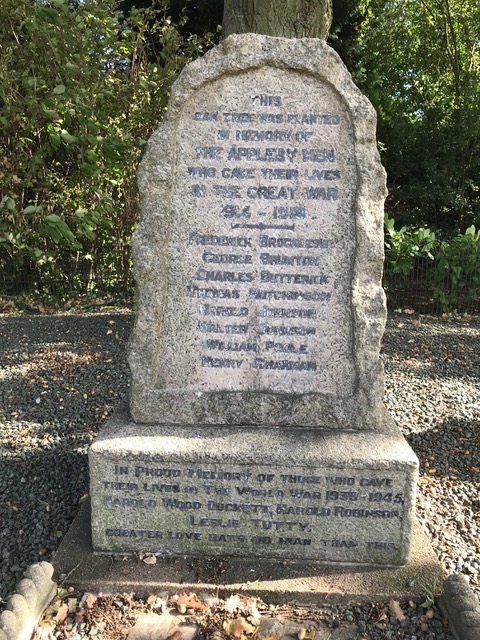 THIS
OAK TREE WAS PLANTED
IN MEMORY OF
THE APPLEBY MEN
WHO GAVE THEIR LIVES
IN THE GREAT WAR
1914 - 1918
FREDERICK
GEORGE BRUNTON
CHARLES BUTTERICK
THOMAS HUTCHINSON
HAROLD JOHNSON
WALTER JOHNSON
WILLIAM POOLE
HENRY SHARMAN
IN PROUD MEMORY OF THOSE WHO GAVE
THEIR LIVES IN THE WORLD WAR 1939-1945,
HAROLD WOOD DUCKETT, HAROLD ROBINSON,
LESLIE TUTTY.
GREATER LOVE HATH NO MAN THAN THIS